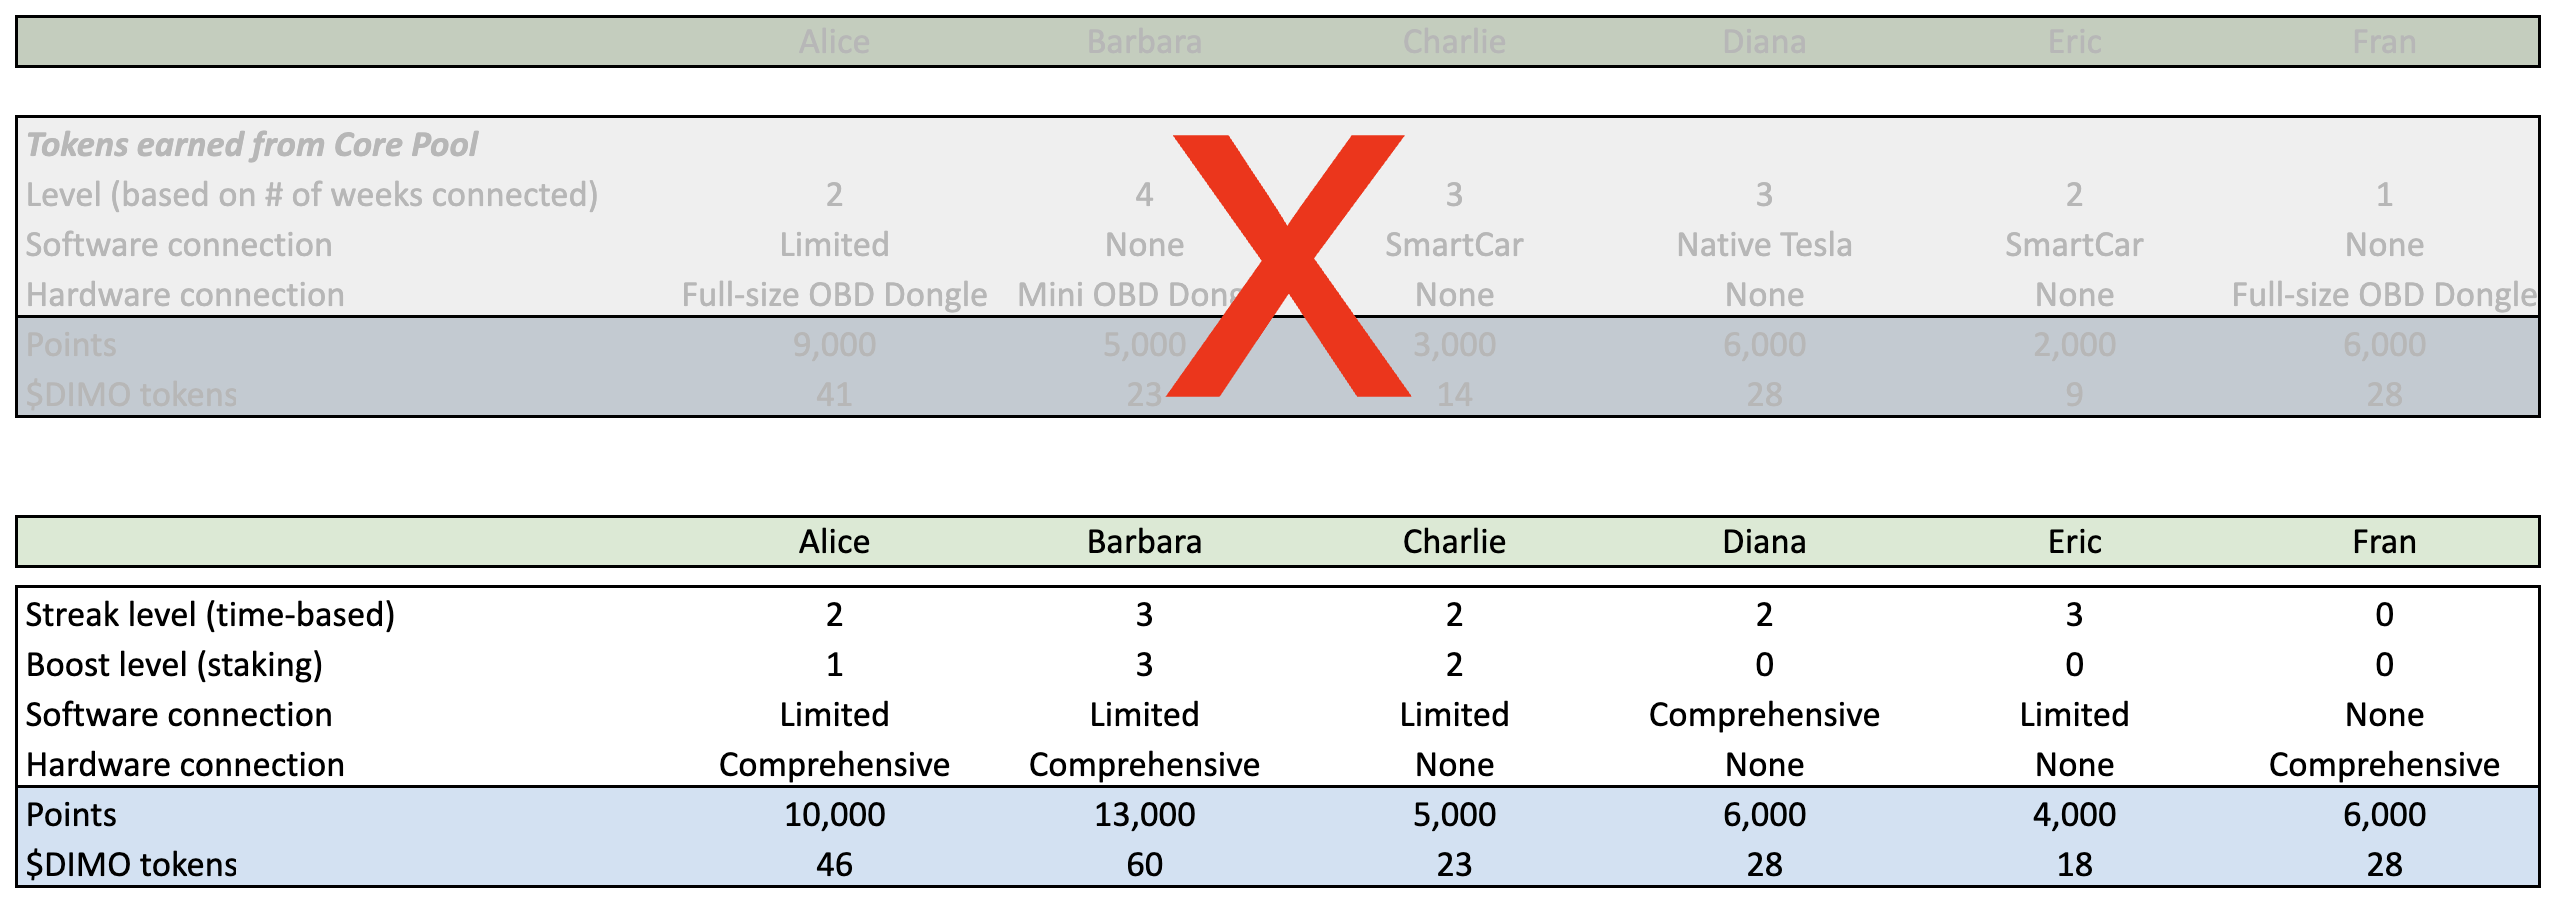 Alice Barbara Charlie Diana Eric Fran
Tokens earned from Core Pool
Level (based on # of weeks connected) 2 4 3 3 2 1
Software connection Limited None SmartCar Native Tesla SmartCar None
Hardware connection Full-size OBD Dongle Mini OBD None None None Full-size OBD Dongle
Points 9,000 5,000 3,000 6,000 2,000 6,000
$DIMO tokens 41 23 14 28 9 28
X
Alice Barbara Charlie Diana Eric Fran
Streak level (time-based) 2 3 2 2 3 0
Boost level (staking) 1 3 2 0 0 0
Software connection Limited Limited Limited Comprehensive Limited None
Hardware connection Comprehensive Comprehensive None None None Comprehensive
Points 10,000 13,000 5,000 6,000 4,000 6,000
$DIMO tokens 46 60 23 28 18 28